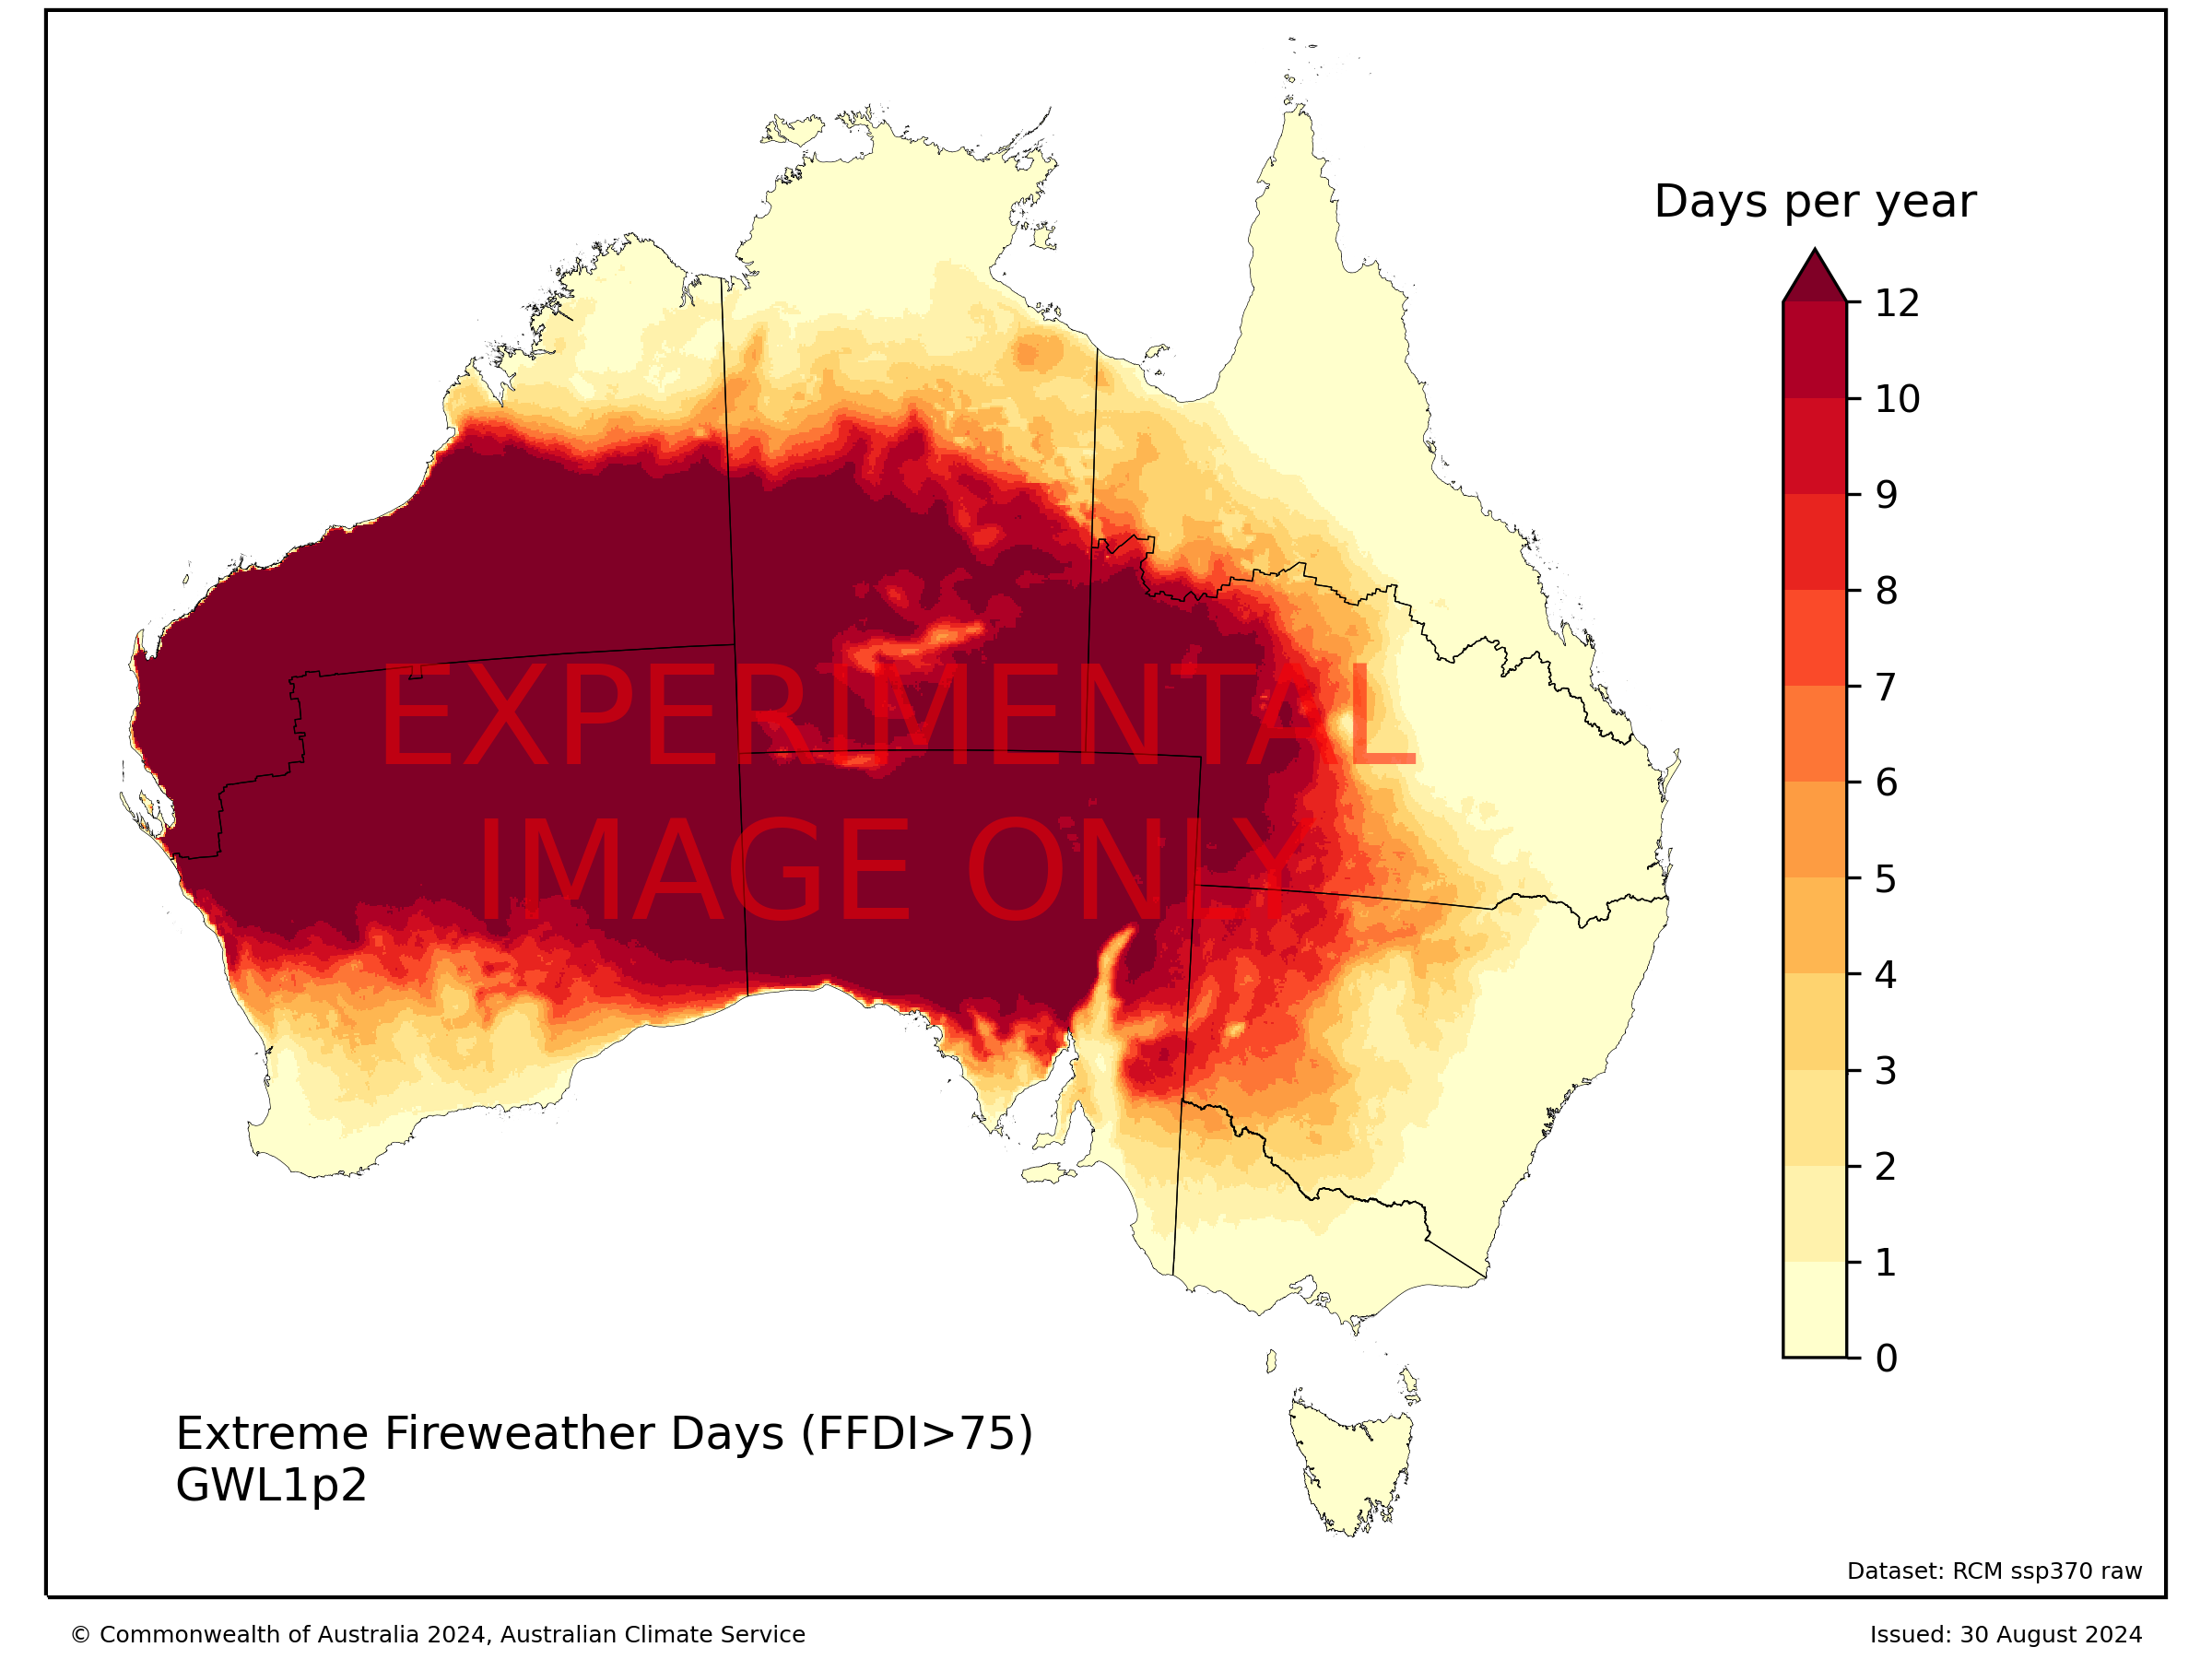 Days per year
12
10
9
8
7
6
5
4
3
2
1
0
EXPERIMENTAL
IMAGE ONLY
Extreme Fireweather Days (FFDI>75)
GWL1p2
Dataset: RCM ssp370 raw
© Commonwealth of Australia 2024, Australian Climate Service
Issued: 30 August 2024